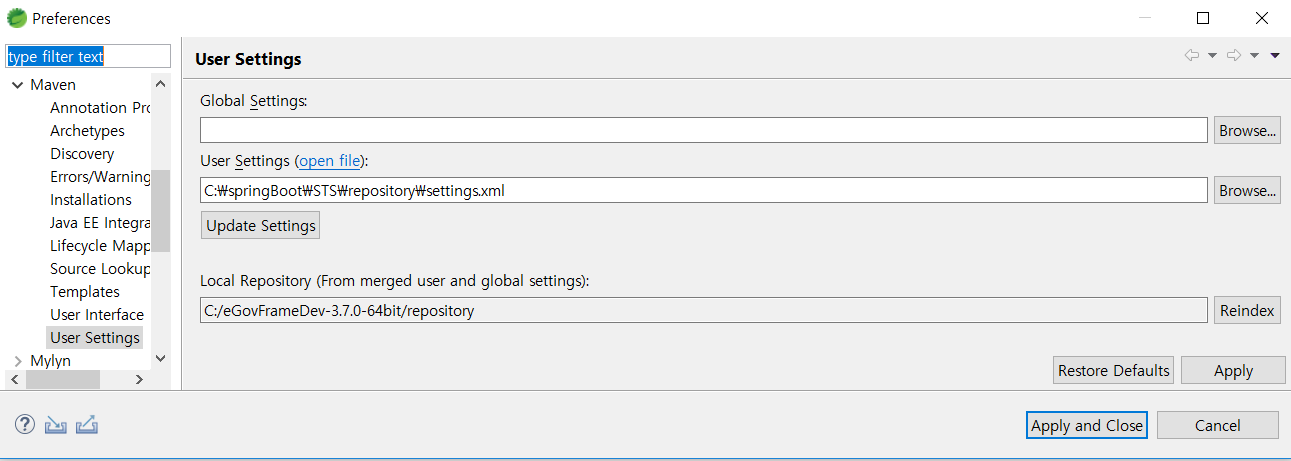 Preferences
type filter text
User Settings
Maven
Annotation Pro
Archetypes
Discovery
Errors/Warning
Installations
Java EE Integra
Lifecycle Mapp
Source Lookup
Templates
User Interface
User Settings
Mylyn
Global Settings:
Browse...
User Settings (open file):
C:₩springBoot₩STS₩repository₩settings.xml
Browse...
Update Settings
Local Repository (From merged user and global settings):
C:/eGovFrameDev-3.7.0-64bit/repository
Reindex
Restore Defaults
Apply
Apply and Close
Cancel